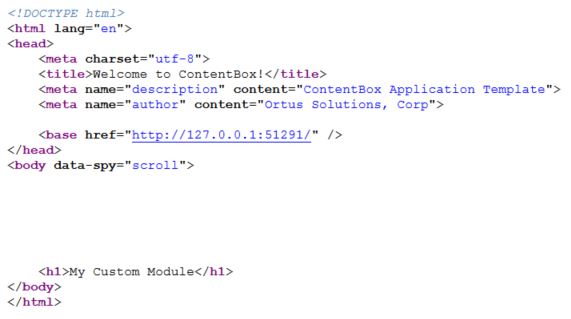 <!DOCTYPE html>
<html lang="en">
<head>
    <meta charset="utf-8">
    <title>Welcome to ContentBox!</title>
    <meta name="description" content="ContentBox Application Template">
    <meta name="author" content="Ortus Solutions, Corp">
    <base href="http://127.0.0.1:51291/" />
</head>
<body data-spy="scroll">
    <h1>My Custom Module</h1>
</body>
</html>